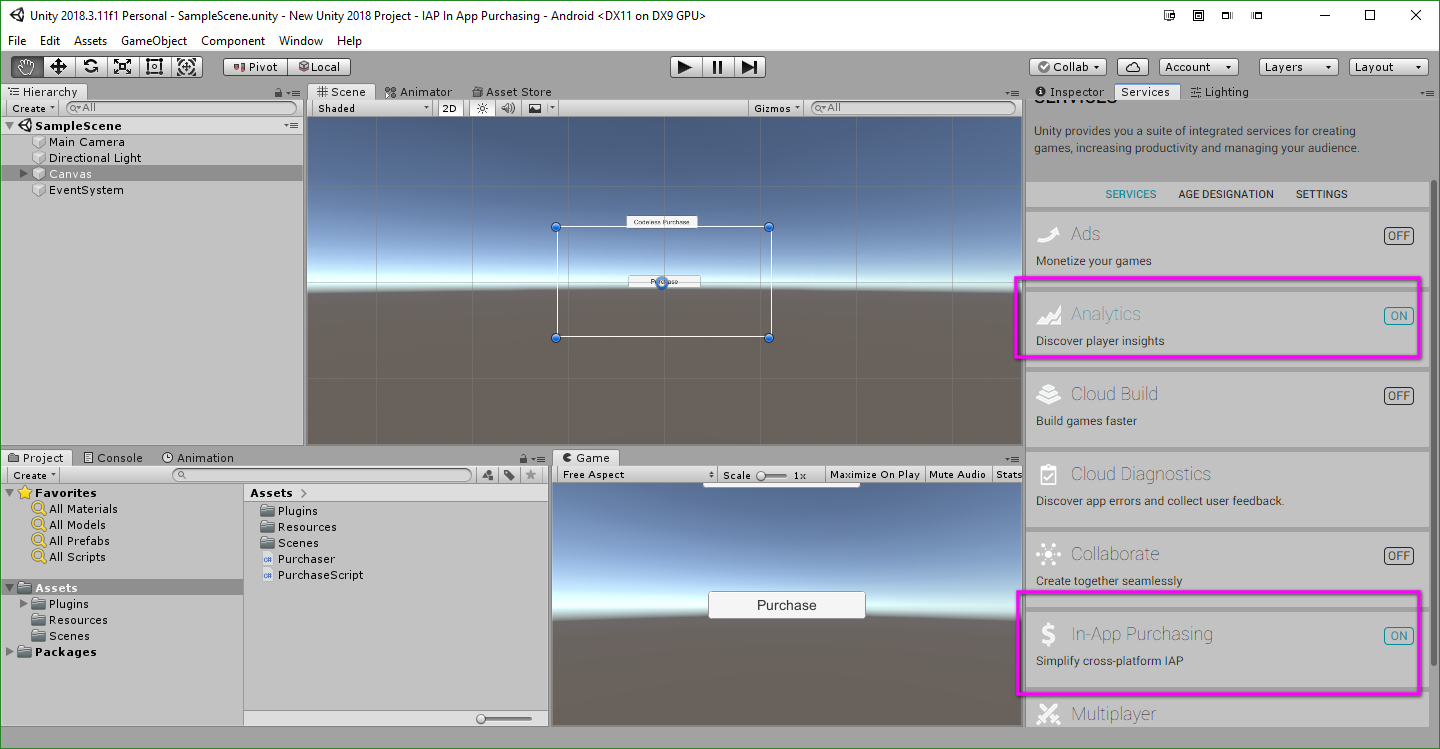 Unity 2018.3.11f1 Personal - SampleScene.unity - New Unity 2018 Project - IAP In App Purchasing - Android <DX11 on DX9 GPU>
File Edit Assets GameObject Component Window Help
Pivot Local Collab Account Layers Layout
Hierarchy
Create All
SampleScene
Main Camera
Directional Light
Canvas
EventSystem
Scene Animator Asset Store
Shaded 2D Gizmos All
Codeless Purchase
Purchase
Inspector Services Lighting
SERVICES
Unity provides you a suite of integrated services for creating
games, increasing productivity and managing your audience.
SERVICES AGE DESIGNATION SETTINGS
Ads OFF
Monetize your games
Analytics ON
Discover player insights
Cloud Build OFF
Build games faster
Cloud Diagnostics
Discover app errors and collect user feedback.
Collaborate OFF
Create together seamlessly
In-App Purchasing ON
Simplify cross-platform IAP
Multiplayer
Project Console Animation
Create
Favorites
All Materials
All Models
All Prefabs
All Scripts
Assets
Plugins
Resources
Scenes
Packages
Assets
Plugins
Resources
Scenes
C# Purchaser
C# PurchaseScript
Game
Free Aspect Scale 1x Maximize On Play Mute Audio Stats
Purchase